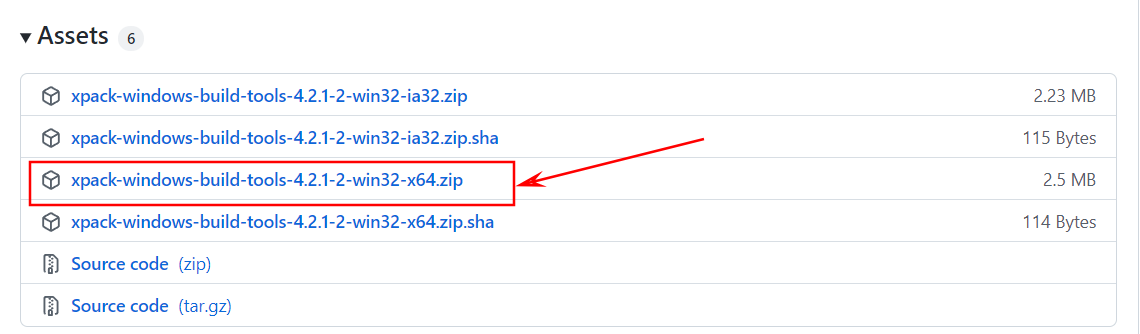 Assets 6
xpack-windows-build-tools-4.2.1-2-win32-ia32.zip 2.23 MB
xpack-windows-build-tools-4.2.1-2-win32-ia32.zip.sha 115 Bytes
xpack-windows-build-tools-4.2.1-2-win32-x64.zip 2.5 MB
xpack-windows-build-tools-4.2.1-2-win32-x64.zip.sha 114 Bytes
Source code (zip)
Source code (tar.gz)